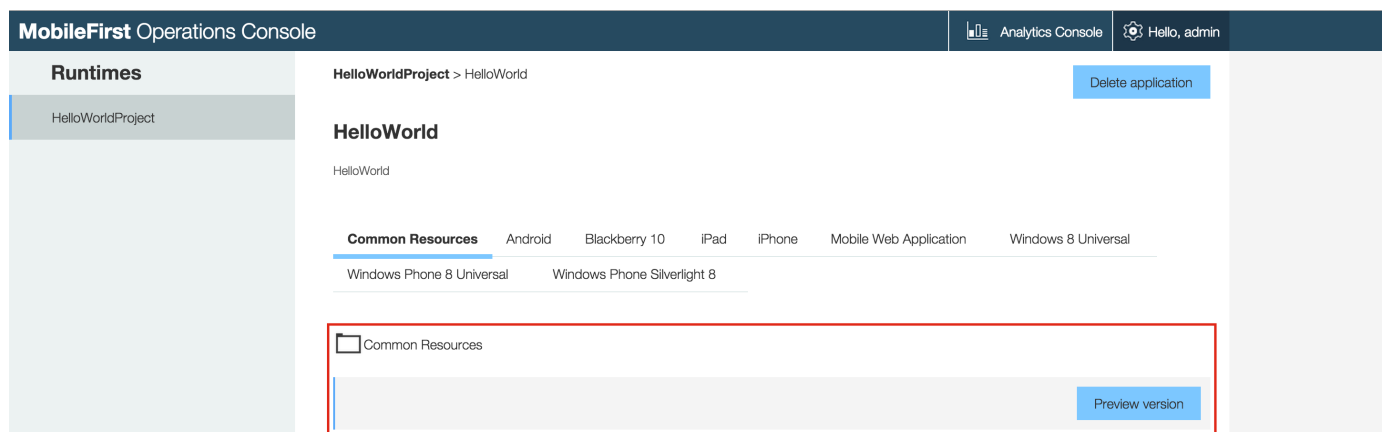 MobileFirst Operations Console
Analytics Console
Hello, admin
Runtimes
HelloWorldProject
HelloWorldProject > HelloWorld
Delete application
HelloWorld
HelloWorld
Common Resources Android Blackberry 10 iPad iPhone Mobile Web Application Windows 8 Universal
Windows Phone 8 Universal Windows Phone Silverlight 8
Common Resources
Preview version